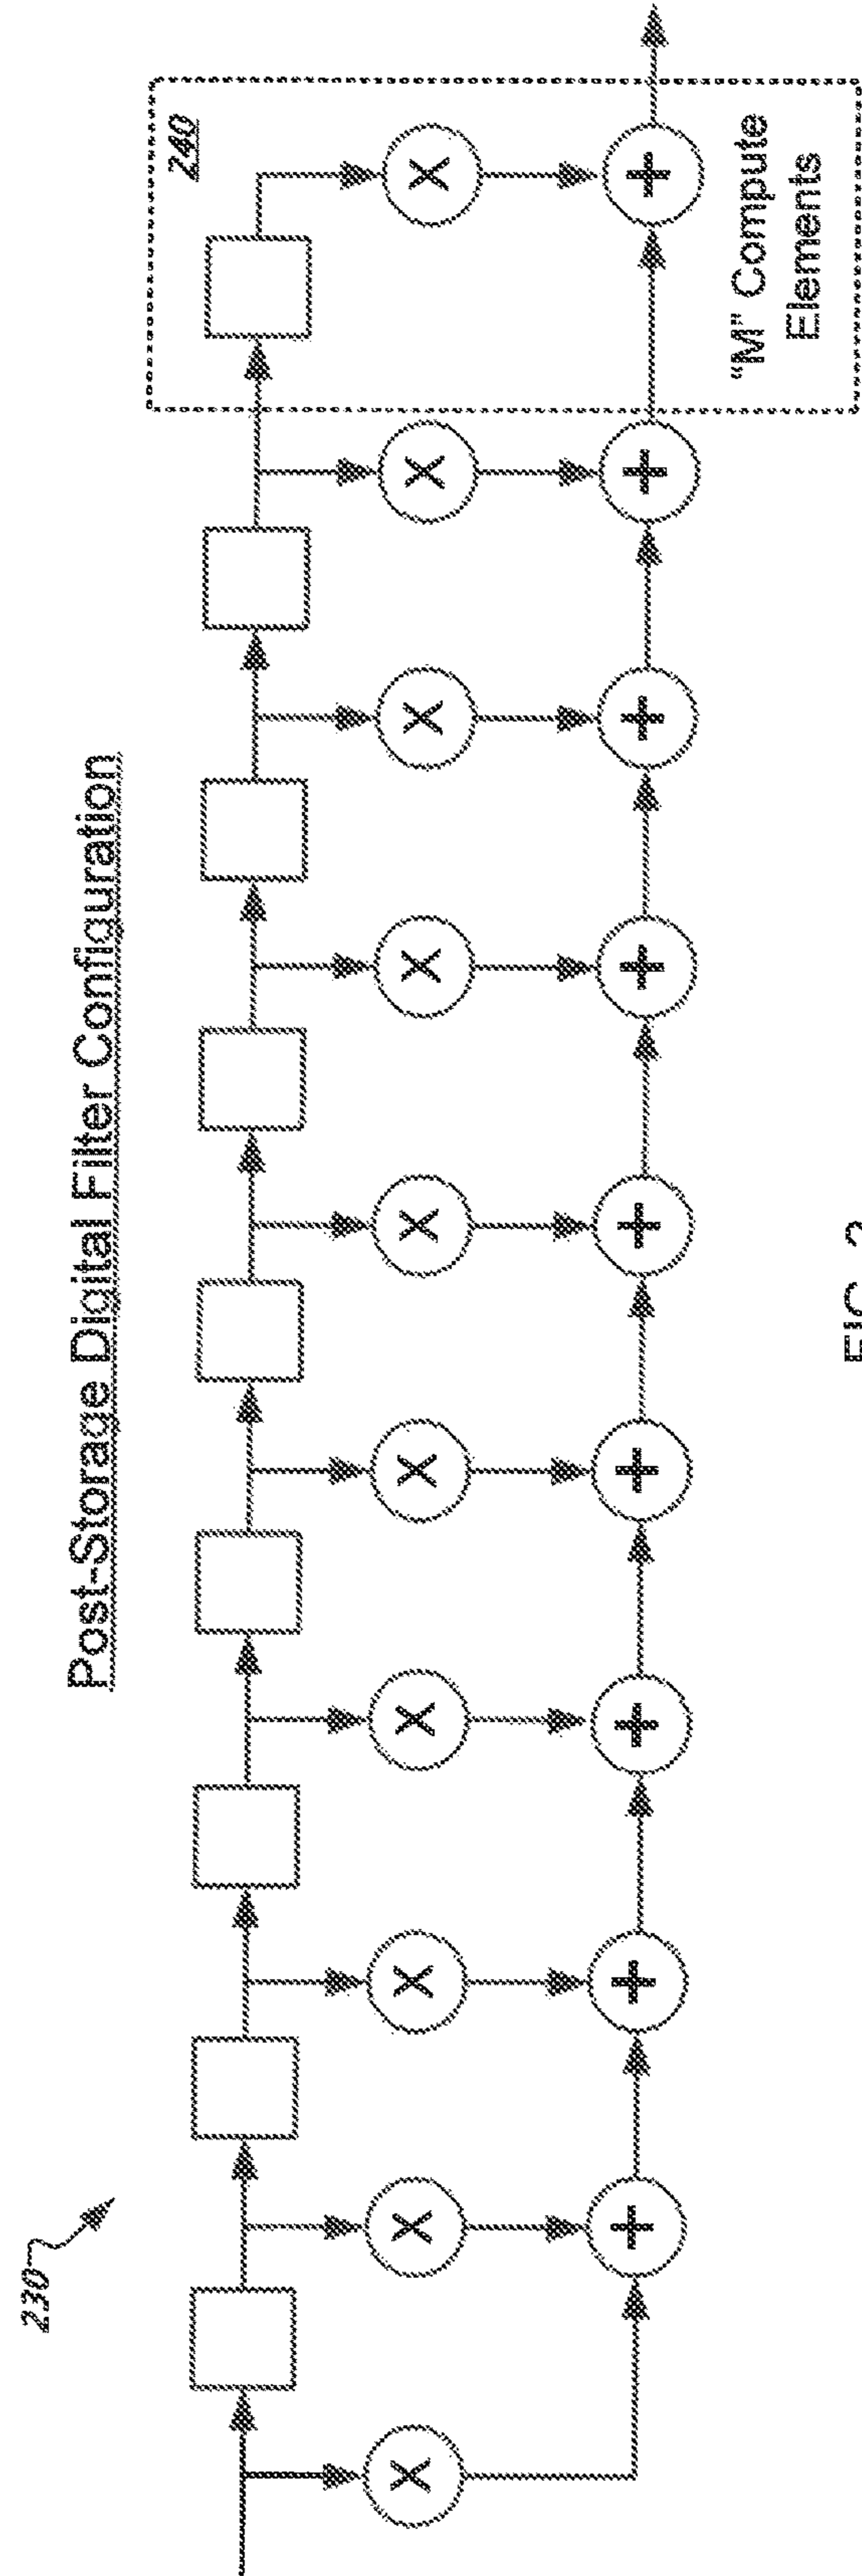 Post-Storage Digital Filter Configuration
230
240
X
X
X
X
X
X
X
X
X
X
+
+
+
+
+
+
+
+
+
"M" Compute
Elements